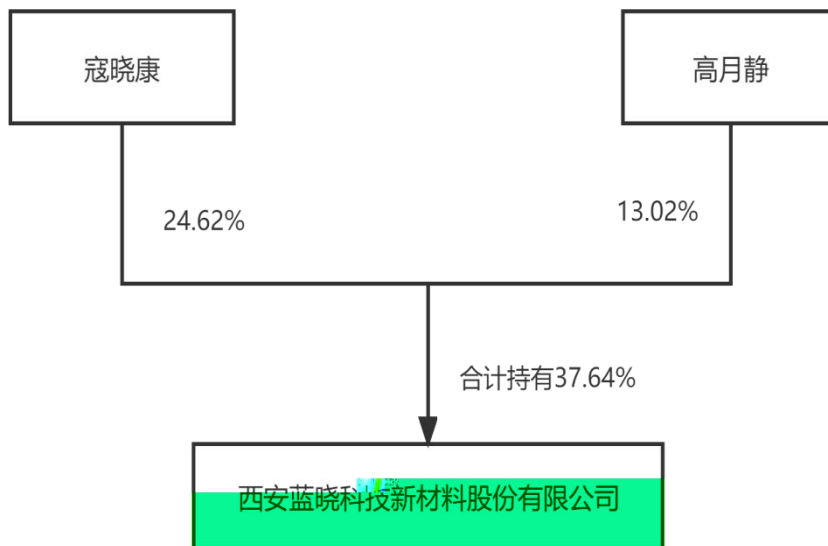 寇晓康
高月静
24.62%
13.02%
合计持有37.64%
西安蓝晓科技新材料股份有限公司